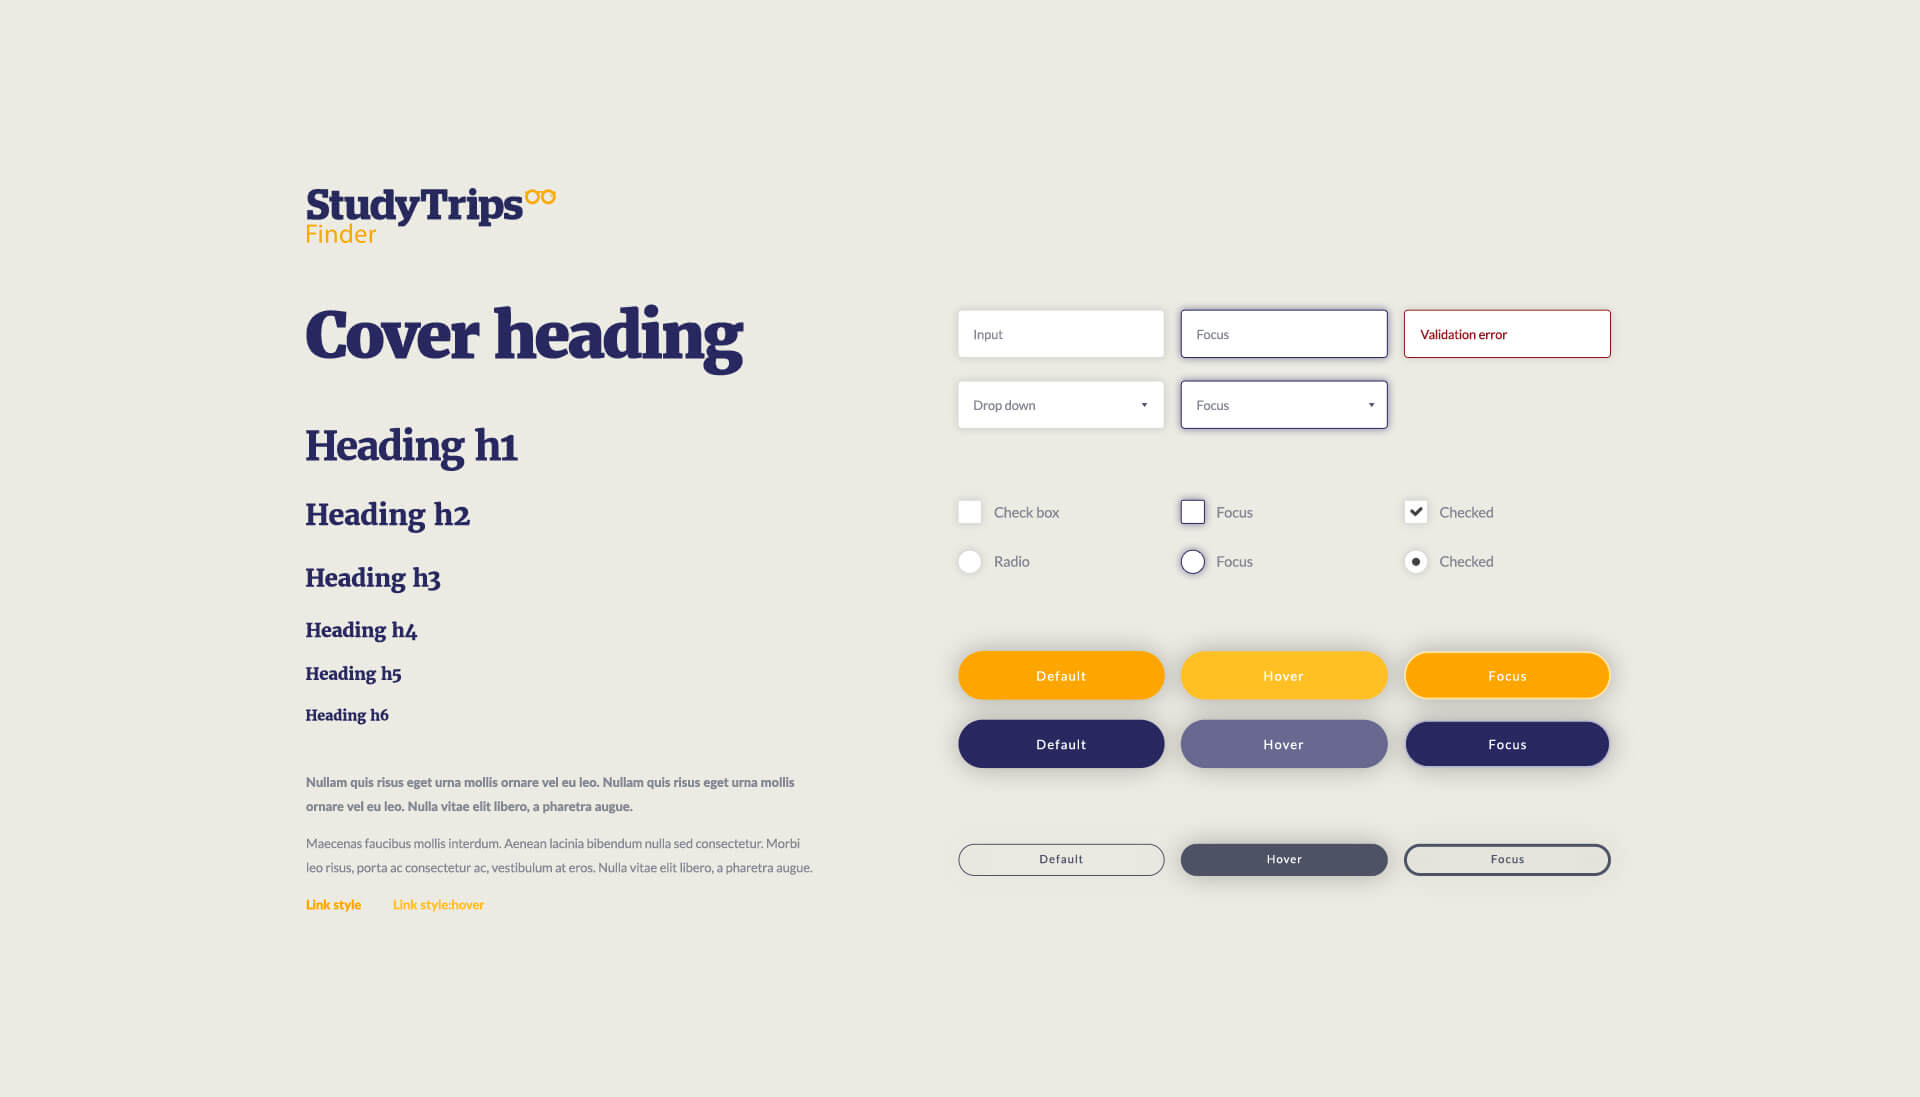 StudyTrips
Finder
Cover heading
Heading h1
Heading h2
Heading h3
Heading h4
Heading h5
Heading h6
Nullam quis risus eget urna mollis ornare vel eu leo. Nullam quis risus eget urna mollis
ornare vel eu leo. Nulla vitae elit libero, a pharetra augue.
Maecenas faucibus mollis interdum. Aenean lacinia bibendum nulla sed consectetur. Morbi
leo risus, porta ac consectetur ac, vestibulum at eros. Nulla vitae elit libero, a pharetra augue.
Link style Link style:hover
Input Focus Validation error
Drop down Focus
Check box Focus Checked
Radio Focus Checked
Default Hover Focus
Default Hover Focus
Default Hover Focus